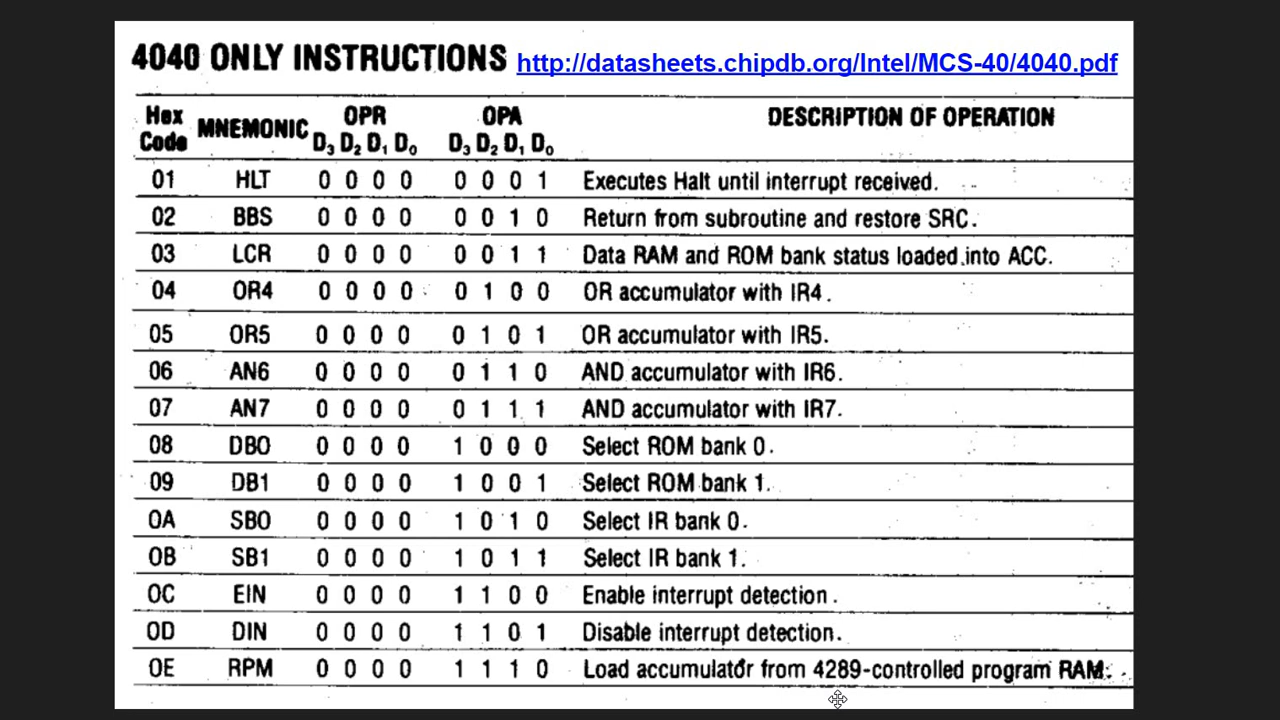 4040 ONLY INSTRUCTIONS http://datasheets.chipdb.org/Intel/MCS-40/4040.pdf
Hex Code MNEMONIC OPR D3 D2 D1 D0 OPA D3 D2 D1 D0 DESCRIPTION OF OPERATION
01 HLT 0 0 0 0 0 0 0 1 Executes Halt until interrupt received.
02 BBS 0 0 0 0 0 0 1 0 Return from subroutine and restore SRC.
03 LCR 0 0 0 0 0 0 1 1 Data RAM and ROM bank status loaded into ACC.
04 OR4 0 0 0 0 0 1 0 0 OR accumulator with IR4.
05 OR5 0 0 0 0 0 1 0 1 OR accumulator with IR5.
06 AN6 0 0 0 0 0 1 1 0 AND accumulator with IR6.
07 AN7 0 0 0 0 0 1 1 1 AND accumulator with IR7.
08 DB0 0 0 0 0 1 0 0 0 Select ROM bank 0.
09 DB1 0 0 0 0 1 0 0 1 Select ROM bank 1.
0A SB0 0 0 0 0 1 0 1 0 Select IR bank 0.
0B SB1 0 0 0 0 1 0 1 1 Select IR bank 1.
0C EIN 0 0 0 0 1 1 0 0 Enable interrupt detection.
0D DIN 0 0 0 0 1 1 0 1 Disable interrupt detection.
0E RPM 0 0 0 0 1 1 1 0 Load accumulator from 4289-controlled program RAM.